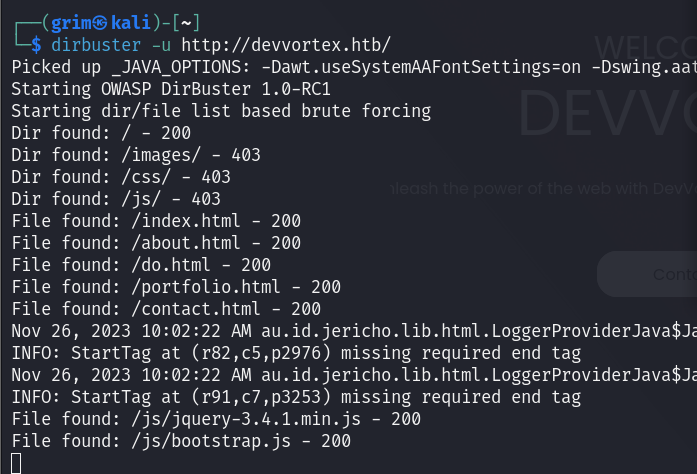 ┌──(grim㉿kali)-[~]
└─$ dirbuster -u http://devvortex.htb/
Picked up _JAVA_OPTIONS: -Dawt.useSystemAAFontSettings=on -Dswing.aat
Starting OWASP DirBuster 1.0-RC1
Starting dir/file list based brute forcing
Dir found: / - 200
Dir found: /images/ - 403
Dir found: /css/ - 403
Dir found: /js/ - 403
File found: /index.html - 200
File found: /about.html - 200
File found: /do.html - 200
File found: /portfolio.html - 200
File found: /contact.html - 200
Nov 26, 2023 10:02:22 AM au.id.jericho.lib.html.LoggerProviderJava$Ja
INFO: StartTag at (r82,c5,p2976) missing required end tag
Nov 26, 2023 10:02:22 AM au.id.jericho.lib.html.LoggerProviderJava$Ja
INFO: StartTag at (r91,c7,p3253) missing required end tag
File found: /js/jquery-3.4.1.min.js - 200
File found: /js/bootstrap.js - 200
WELCO
DEVVO
nleash the power of the web with DevV
Conta